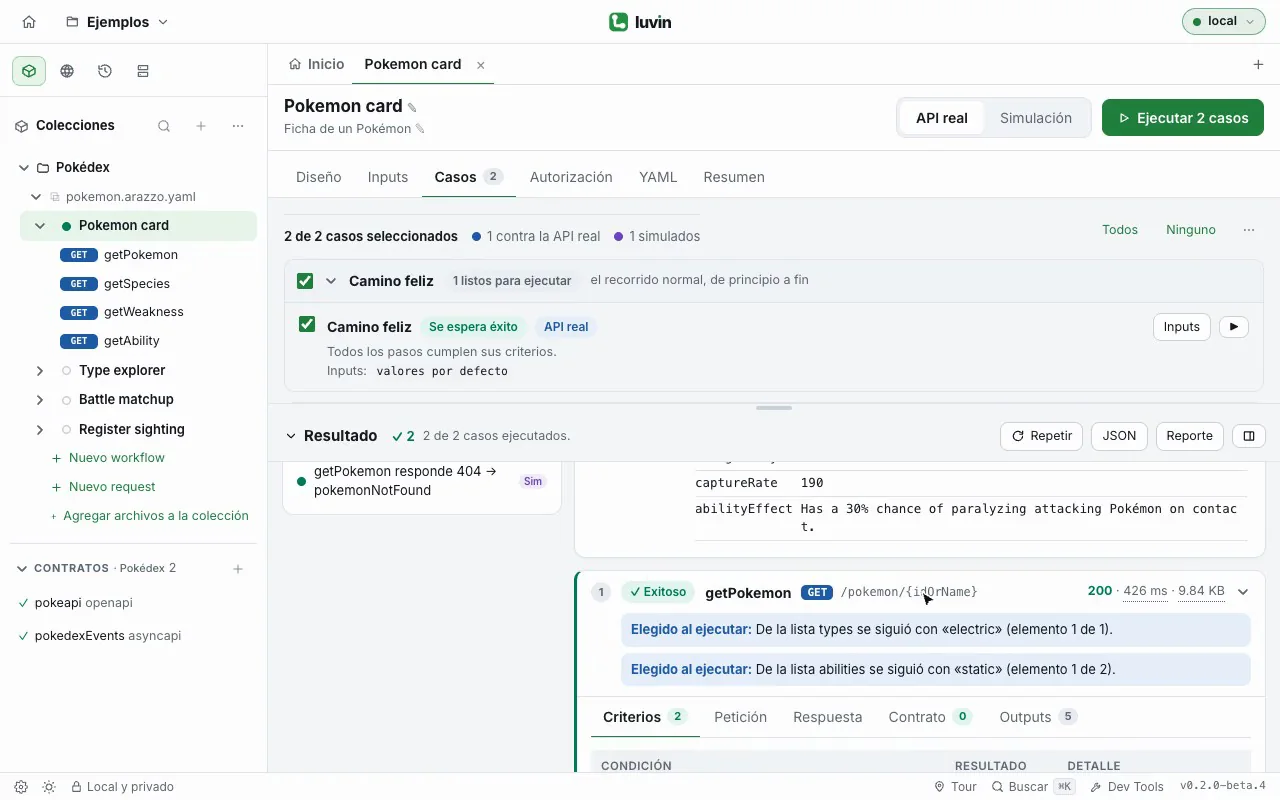 Ejemplos
luvin
local
Inicio
Pokemon card
Colecciones
Pokemon card
Ficha de un Pokémon
API real
Simulación
Ejecutar 2 casos
Diseño
Inputs
Casos 2
Autorización
YAML
Resumen
Pokédex
pokemon.arazzo.yaml
Pokemon card
GET getPokemon
GET getSpecies
GET getWeakness
GET getAbility
Type explorer
Battle matchup
Register sighting
+ Nuevo workflow
+ Nuevo request
+ Agregar archivos a la colección
CONTRATOS · Pokédex 2
pokeapi openapi
pokedexEvents asyncapi
2 de 2 casos seleccionados
1 contra la API real
1 simulados
Todos
Ninguno
Camino feliz
1 listos para ejecutar
el recorrido normal, de principio a fin
Camino feliz
Se espera éxito
API real
Inputs
Todos los pasos cumplen sus criterios.
Inputs: valores por defecto
Resultado
2
2 de 2 casos ejecutados.
Repetir
JSON
Reporte
getPokemon responde 404 →
pokemonNotFound
Sim
captureRate 190
abilityEffect Has a 30% chance of paralyzing attacking Pokémon on contac
t.
1
Exitoso
getPokemon
GET
/pokemon/{idOrName}
200 · 426 ms · 9.84 KB
Elegido al ejecutar: De la lista types se siguió con «electric» (elemento 1 de 1).
Elegido al ejecutar: De la lista abilities se siguió con «static» (elemento 1 de 2).
Criterios 2
Petición
Respuesta
Contrato 0
Outputs 5
CONDICIÓN
RESULTADO
DETALLE
Local y privado
Tour
Buscar ⌘K
Dev Tools
v0.2.0-beta.4